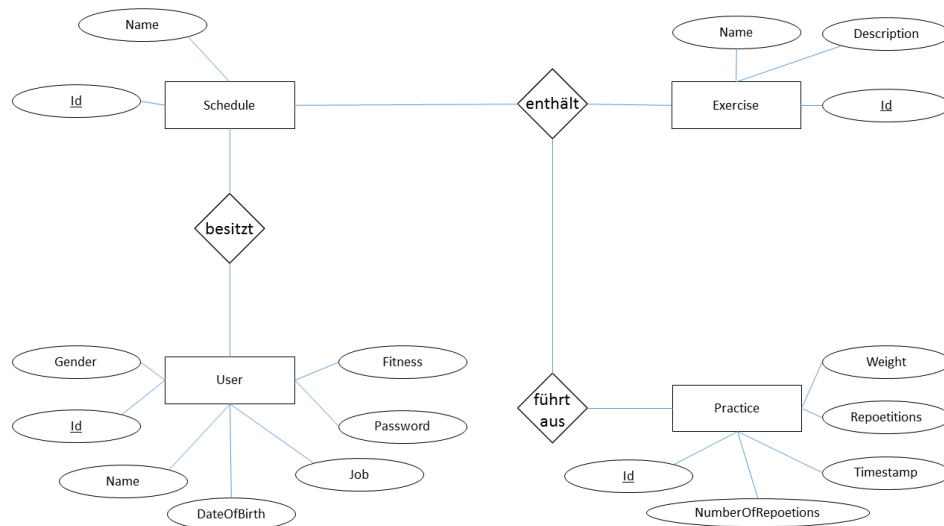 Name
Name
Description
Id
Schedule
enthält
Exercise
Id
besitzt
Gender
Fitness
Weight
User
führt
aus
Practice
Repoetitions
Id
Password
Name
Job
Id
Timestamp
DateOfBirth
NumberOfRepoetions